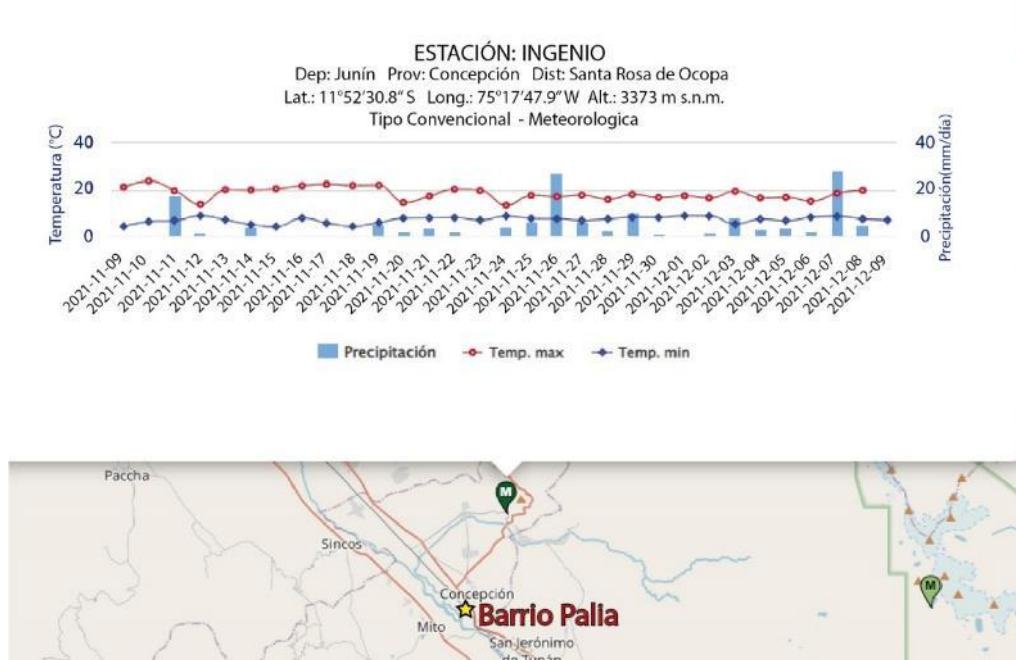 ESTACIÓN: INGENIO
Dep: Junín Prov: Concepción Dist: Santa Rosa de Ocopa
Lat.: 11°52'30.8" S Long.: 75°17'47.9" W Alt.: 3373 m s.n.m.
Tipo Convencional - Meteorologica
Temperatura (°C)
40
20
0
40
20
0
Precipitación(mm/día)
2021-11-09
2021-11-10
2021-11-11
2021-11-12
2021-11-13
2021-11-14
2021-11-15
2021-11-16
2021-11-17
2021-11-18
2021-11-19
2021-11-20
2021-11-21
2021-11-22
2021-11-23
2021-11-24
2021-11-25
2021-11-26
2021-11-27
2021-11-28
2021-11-29
2021-11-30
2021-12-01
2021-12-02
2021-12-03
2021-12-04
2021-12-05
2021-12-06
2021-12-07
2021-12-08
2021-12-09
Precipitación Temp. max Temp. min
Paccha
M
Sincos
M
Concepción
Barrio Palia
Mito
San Jerónimo
de Tunán